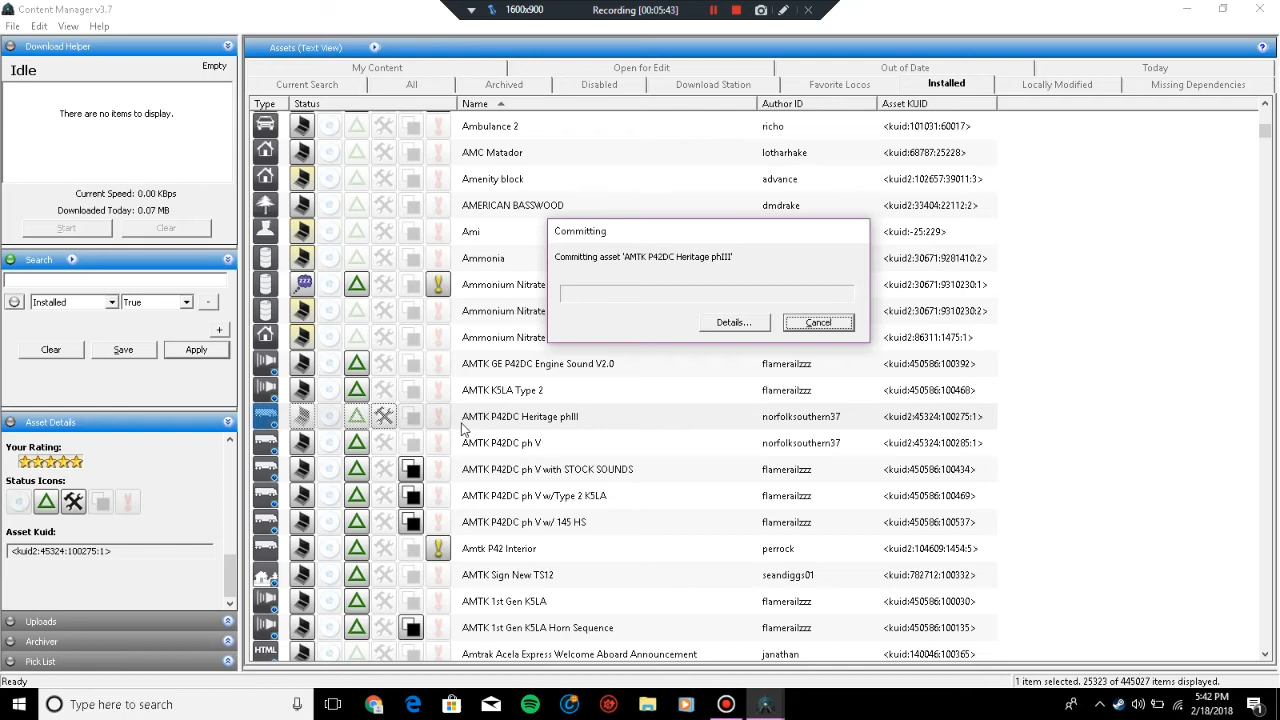 Content Manager v3.7
1600x900
Recording [00:05:43]
File Edit View Help
Download Helper
Idle
Empty
There are no items to display.
Current Speed: 0.00 KBps
Downloaded Today: 0.07 MB
Start
Clear
Search
Installed
True
-
+
Clear
Save
Apply
Asset Details
Your Rating:
Status Icons:
Asset Kuid:
<kuid2:45324:100275:1>
Uploads
Archiver
Pick List
Ready
Assets (Text View)
My Content
Open for Edit
Out of Date
Today
Current Search
All
Archived
Disabled
Download Station
Favorite Locos
Installed
Locally Modified
Missing Dependencies
Type Status Name Author ID Asset KUID
Ambulance 2 richo <kuid:101031:60017>
AMC Matador lotharhake <kuid:68787:25228>
Amenity block advance <kuid2:102657:39011:3>
AMERICAN BASSWOOD dmdrake <kuid2:33404:22112:2>
Ami <kuid:-25:229>
Ammonia <kuid2:30671:9281410:2>
Ammonium Nitrate <kuid2:30671:9310230:1>
Ammonium Nitrate <kuid2:30671:9310231:2>
Ammonium Nitrate <kuid2:86311:1475:1>
AMTK GE P42DC Engine Sound V2.0 flamerailzzz <kuid:450586:100392>
AMTK K5LA Type 2 flamerailzzz <kuid:450586:100468>
AMTK P42DC Heritage phIII norfolksouthern37 <kuid2:45324:100275:1>
AMTK P42DC ph V norfolksouthern37 <kuid2:45324:100285:1>
AMTK P42DC ph V with STOCK SOUNDS flamerailzzz <kuid:450586:100434>
AMTK P42DC ph V w/Type 2 K5LA flamerailzzz <kuid:450586:100469>
AMTK P42DC ph V w/ 145 HS flamerailzzz <kuid:450586:100537>
Amtk P42 Interior perrock <kuid2:104609:1454:5>
AMTK Sign New TS12 seandiggs01 <kuid:782712:100332>
AMTK 1st Gen K5LA flamerailzzz <kuid:450586:100030>
AMTK 1st Gen K5LA Horn Sequence flamerailzzz <kuid:450586:100135>
HTML Amtrak Acela Express Welcome Aboard Announcement janathan <kuid:140046:100365>
Committing
Committing asset 'AMTK P42DC Heritage phIII'
Details...
Cancel
1 item selected. 25323 of 445027 items displayed.
Type here to search
5:42 PM
2/18/2018